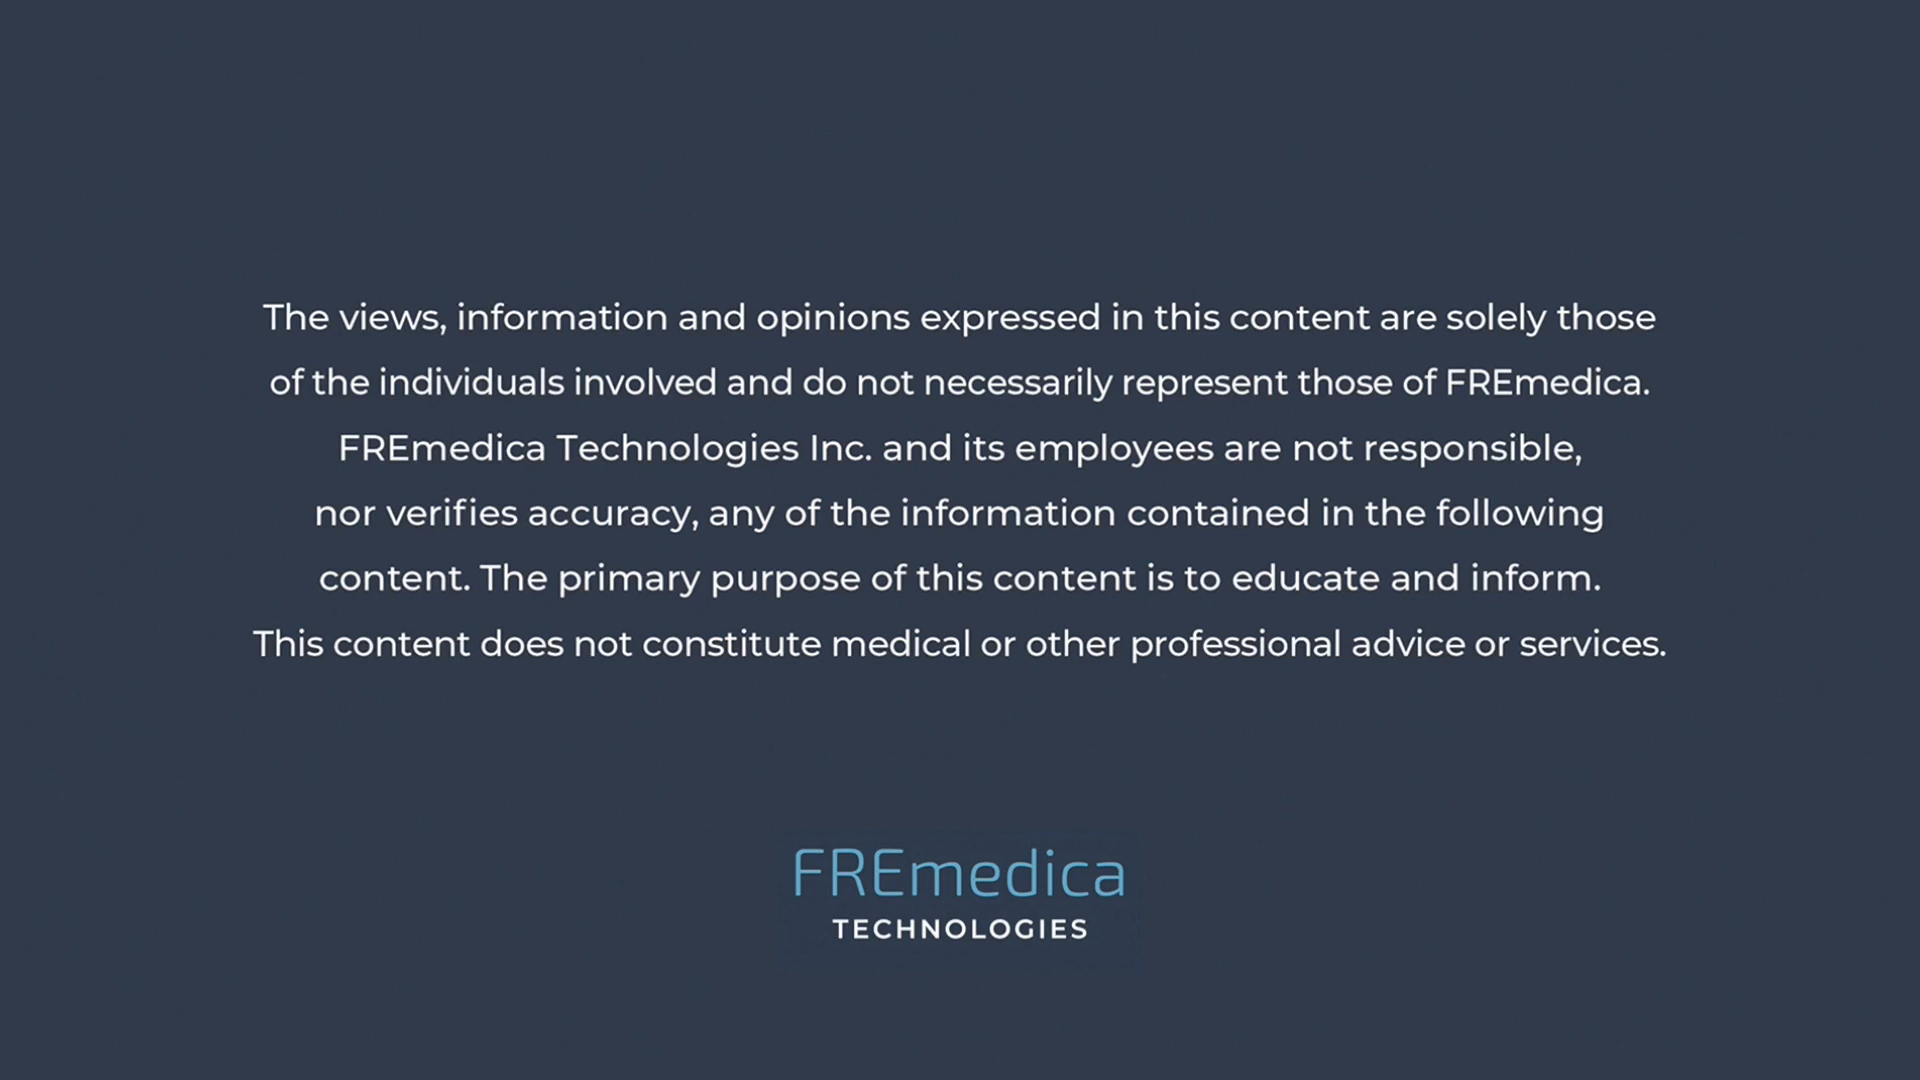 The views, information and opinions expressed in this content are solely those
of the individuals involved and do not necessarily represent those of FREmedica.
FREmedica Technologies Inc. and its employees are not responsible,
nor verifies accuracy, any of the information contained in the following
content. The primary purpose of this content is to educate and inform.
This content does not constitute medical or other professional advice or services.
FREmedica
TECHNOLOGIES